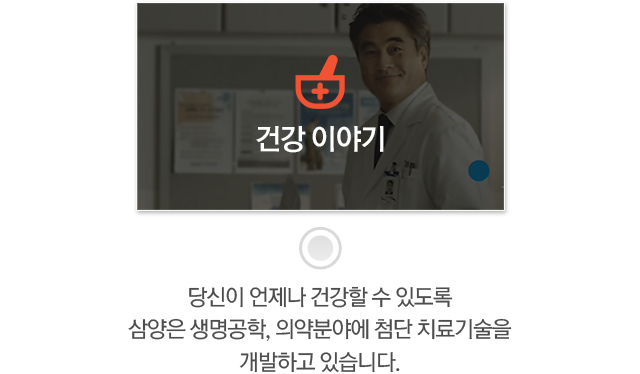 건강 이야기
당신이 언제나 건강할 수 있도록
삼양은 생명공학, 의약분야에 첨단 치료기술을
개발하고 있습니다.